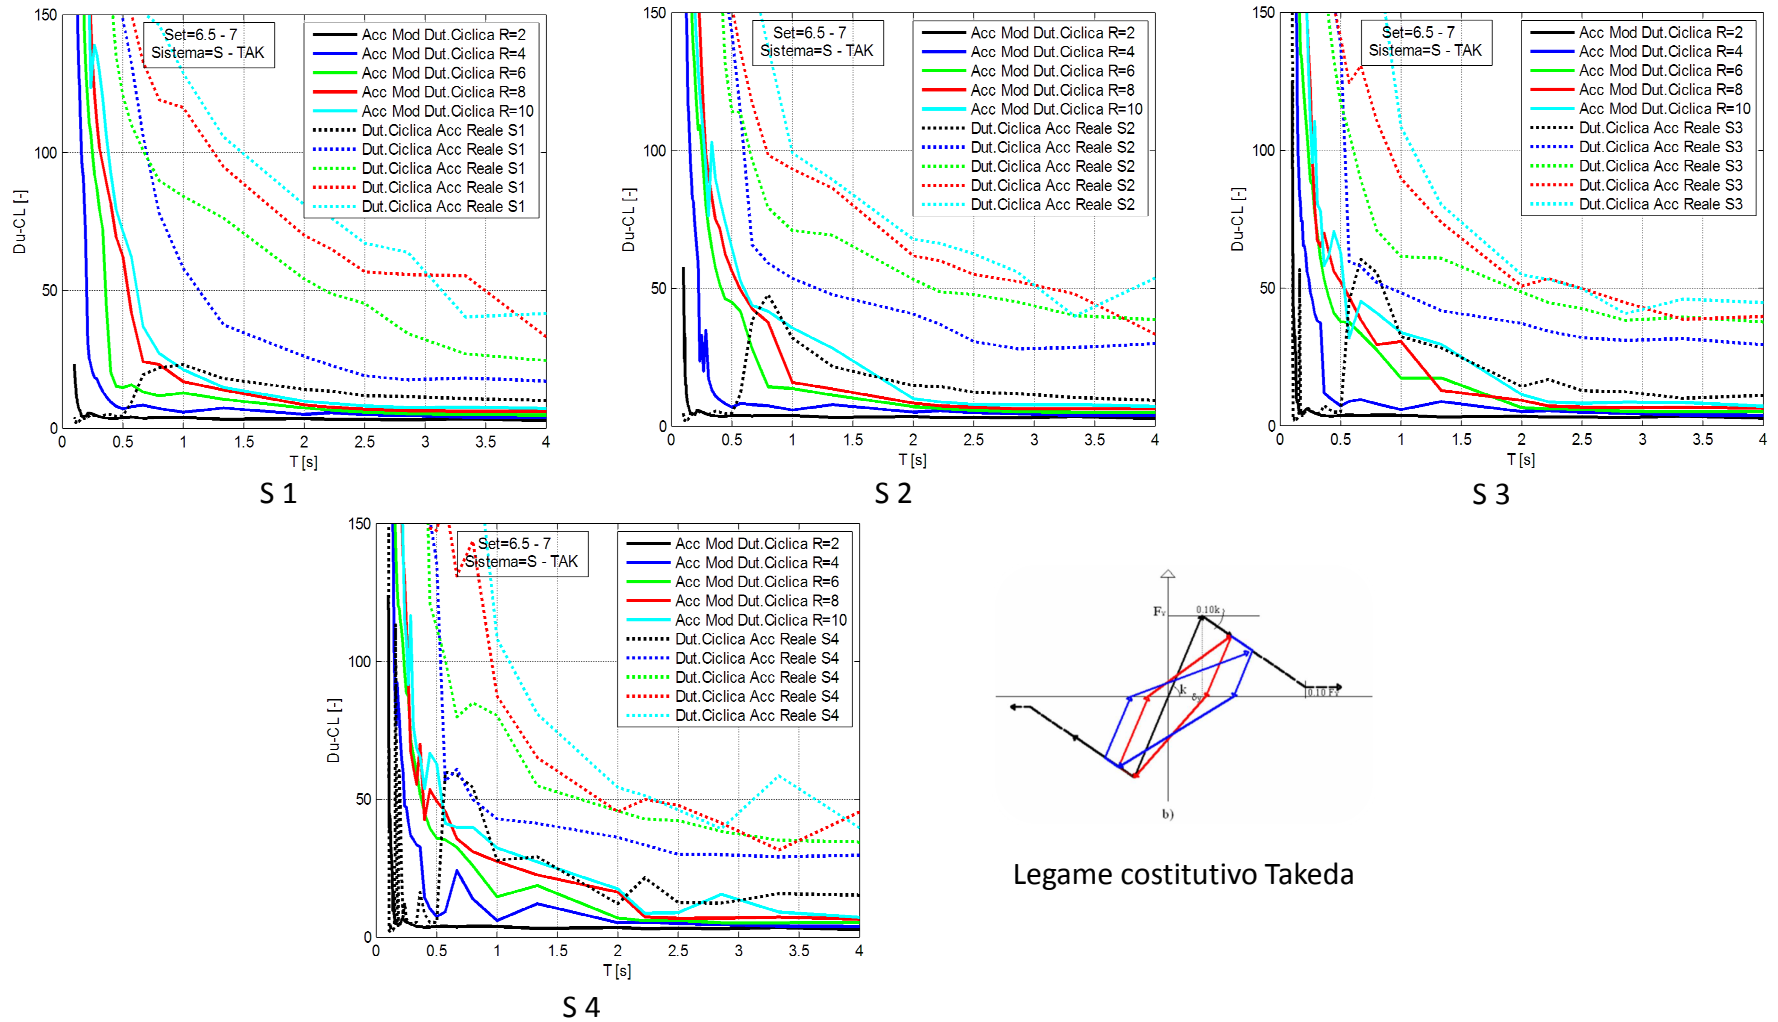 150
100
50
0
Du-CL [-]
Set=6.5 - 7
Sistema=S - TAK
Acc Mod Dut.Ciclica R=2
Acc Mod Dut.Ciclica R=4
Acc Mod Dut.Ciclica R=6
Acc Mod Dut.Ciclica R=8
Acc Mod Dut.Ciclica R=10
Dut.Ciclica Acc Reale S1
Dut.Ciclica Acc Reale S1
Dut.Ciclica Acc Reale S1
Dut.Ciclica Acc Reale S1
Dut.Ciclica Acc Reale S1
0 0.5 1 1.5 2 2.5 3 3.5 4
T [s]
S 1
150
100
50
0
Du-CL [-]
Set=6.5 - 7
Sistema=S - TAK
Acc Mod Dut.Ciclica R=2
Acc Mod Dut.Ciclica R=4
Acc Mod Dut.Ciclica R=6
Acc Mod Dut.Ciclica R=8
Acc Mod Dut.Ciclica R=10
Dut.Ciclica Acc Reale S2
Dut.Ciclica Acc Reale S2
Dut.Ciclica Acc Reale S2
Dut.Ciclica Acc Reale S2
Dut.Ciclica Acc Reale S2
0 0.5 1 1.5 2 2.5 3 3.5 4
T [s]
S 2
150
100
50
0
Du-CL [-]
Set=6.5 - 7
Sistema=S - TAK
Acc Mod Dut.Ciclica R=2
Acc Mod Dut.Ciclica R=4
Acc Mod Dut.Ciclica R=6
Acc Mod Dut.Ciclica R=8
Acc Mod Dut.Ciclica R=10
Dut.Ciclica Acc Reale S3
Dut.Ciclica Acc Reale S3
Dut.Ciclica Acc Reale S3
Dut.Ciclica Acc Reale S3
Dut.Ciclica Acc Reale S3
0 0.5 1 1.5 2 2.5 3 3.5 4
T [s]
S 3
150
100
50
0
Du-CL [-]
Set=6.5 - 7
Sistema=S - TAK
Acc Mod Dut.Ciclica R=2
Acc Mod Dut.Ciclica R=4
Acc Mod Dut.Ciclica R=6
Acc Mod Dut.Ciclica R=8
Acc Mod Dut.Ciclica R=10
Dut.Ciclica Acc Reale S4
Dut.Ciclica Acc Reale S4
Dut.Ciclica Acc Reale S4
Dut.Ciclica Acc Reale S4
Dut.Ciclica Acc Reale S4
0 0.5 1 1.5 2 2.5 3 3.5 4
T [s]
S 4
Fy
0.10k
k
δy
0.10 Fy
b)
Legame costitutivo Takeda